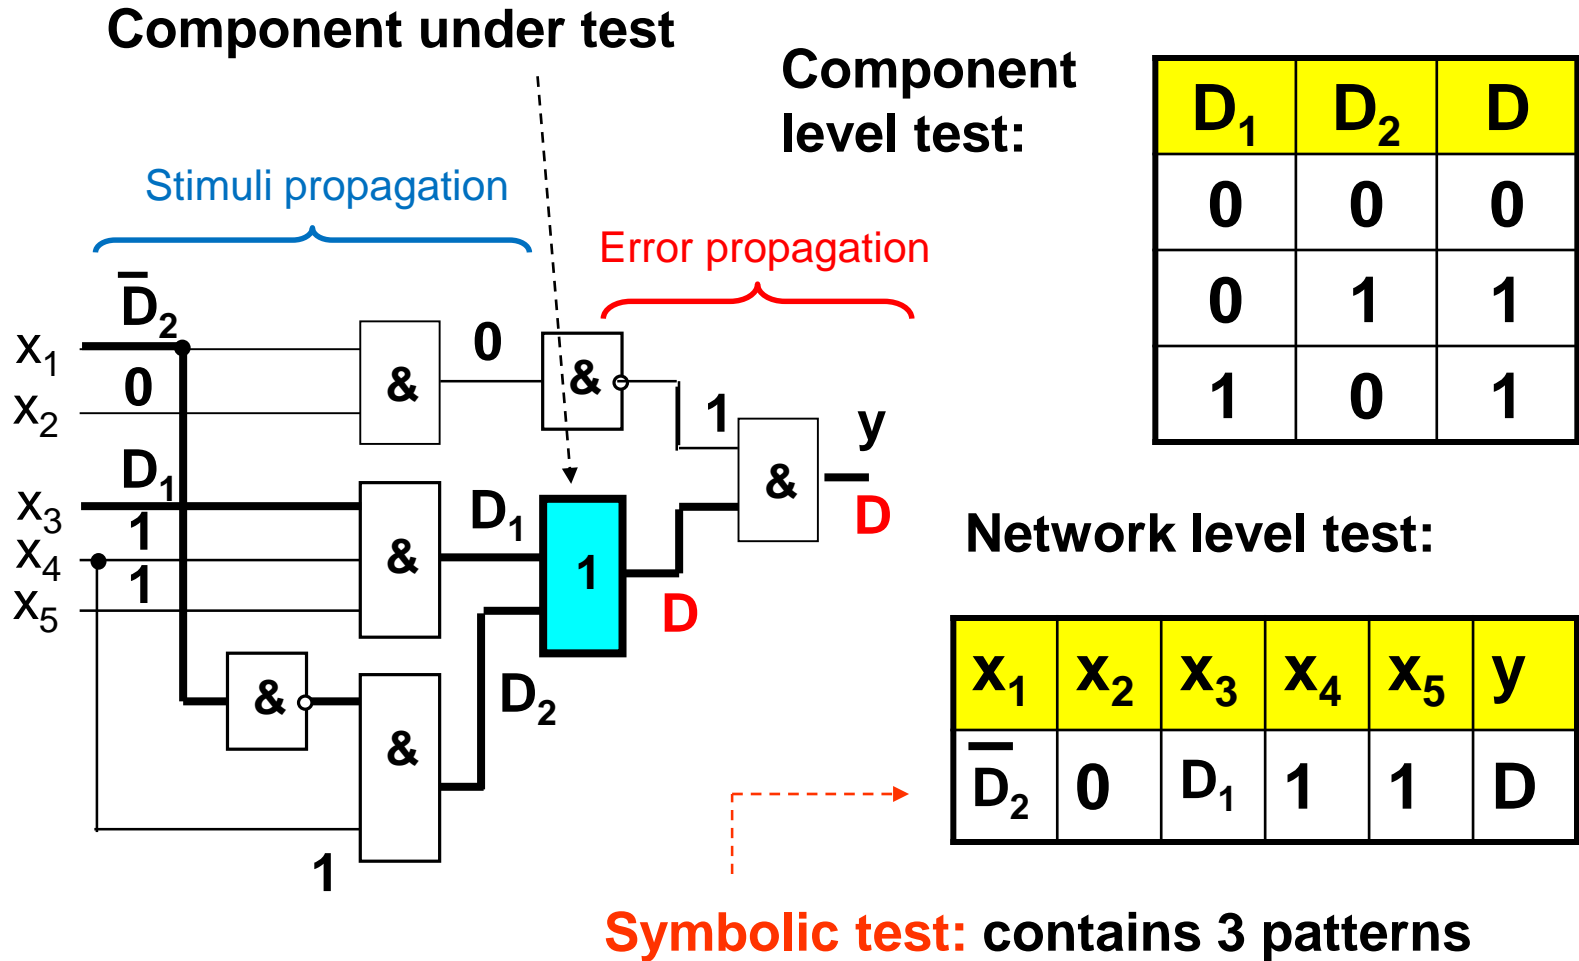 Component under test
Component
level test:
D₁ D₂ D
0 0 0
0 1 1
1 0 1
Stimuli propagation
Error propagation
D̅₂
x₁
0
x₂
&
0
&
1
y
&
D
D₁
x₃
1
x₄
1
x₅
&
D₁
1
D
D₂
&
&
1
Network level test:
x₁ x₂ x₃ x₄ x₅ y
D̅₂ 0 D₁ 1 1 D
Symbolic test: contains 3 patterns